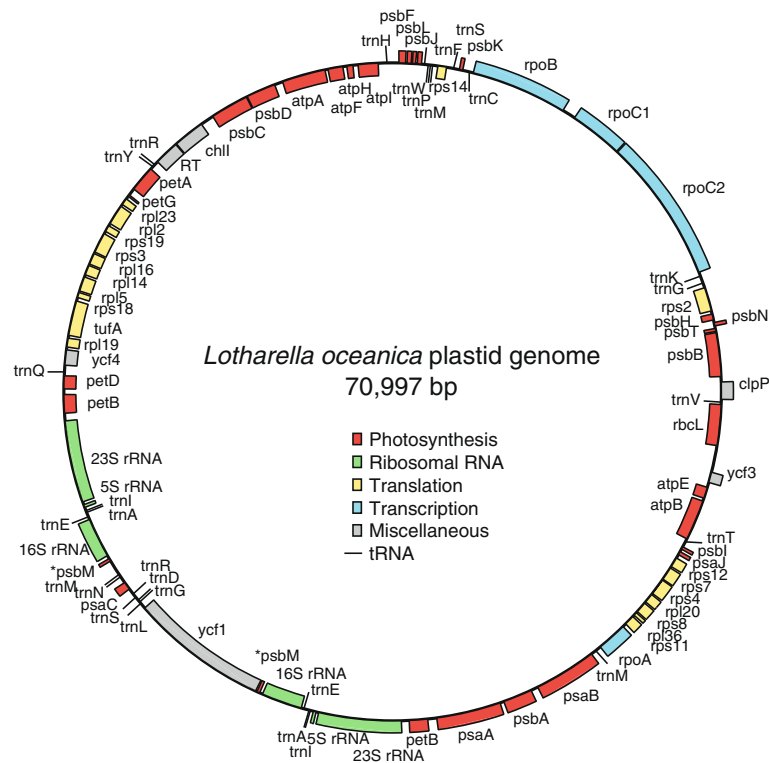 psbF
psbL
psbJ
trnH
trnS
trnF
psbK
rpoB
atpA
atpH
atpF
atpI
trnW
trnP
trnM
rps14
trnC
psbD
psbC
rpoC1
chlI
RT
trnR
trnY
petA
rpoC2
petG
rpl23
rpl2
rps19
rps3
rpl16
rpl14
rpl5
rps18
tufA
rpl19
ycf4
trnQ
petD
petB
trnK
trnG
rps2
psbH
psbN
psbT
psbB
clpP
trnV
rbcL
Lotharella oceanica plastid genome
70,997 bp
Photosynthesis
Ribosomal RNA
Translation
Transcription
Miscellaneous
tRNA
23S rRNA
5S rRNA
trnI
trnA
trnE
16S rRNA
*psbM
trnM
trnN
psaC
trnS
trnL
trnR
trnD
trnG
ycf3
atpE
atpB
trnT
psbI
psaJ
rps12
rps7
rps4
rpl20
rps8
rpl36
rps11
rpoA
trnM
ycf1
*psbM
16S rRNA
trnE
trnA
trnI
5S rRNA
23S rRNA
petB
psaA
psbA
psaB